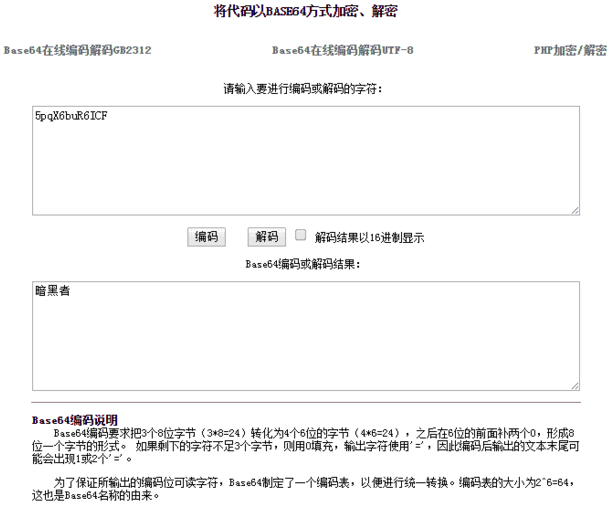 将代码以BASE64方式加密、解密
Base64在线编码解码GB2312 Base64在线编码解码UTF-8 PHP加密/解密
请输入要进行编码或解码的字符：
5pqX6buR6ICF
编码 解码 解码结果以16进制显示
Base64编码或解码结果：
暗黑者
Base64编码说明
Base64编码要求把3个8位字节（3*8=24）转化为4个6位的字节（4*6=24），之后在6位的前面补两个0，形成8
位一个字节的形式。 如果剩下的字符不足3个字节，则用0填充，输出字符使用'='，因此编码后输出的文本末尾可
能会出现1或2个'='。
为了保证所输出的编码位可读字符，Base64制定了一个编码表，以便进行统一转换。编码表的大小为2^6=64，
这也是Base64名称的由来。